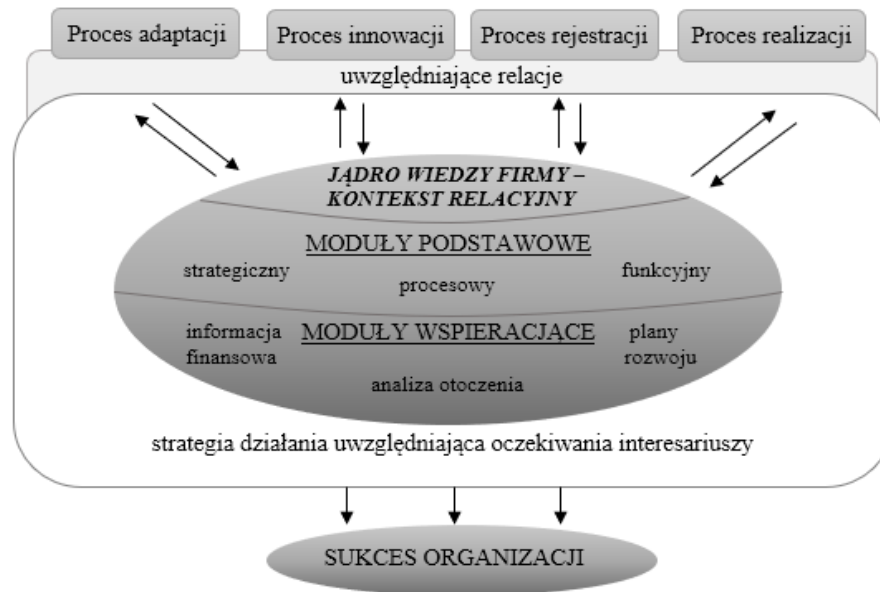 Proces adaptacji
Proces innowacji
Proces rejestracji
Proces realizacji
uwzględniające relacje
JĄDRO WIEDZY FIRMY –
KONTEKST RELACYJNY
MODUŁY PODSTAWOWE
strategiczny
procesowy
funkcyjny
MODUŁY WSPIERACJĄCE
informacja
finansowa
plany
rozwoju
analiza otoczenia
strategia działania uwzględniająca oczekiwania interesariuszy
SUKCES ORGANIZACJI